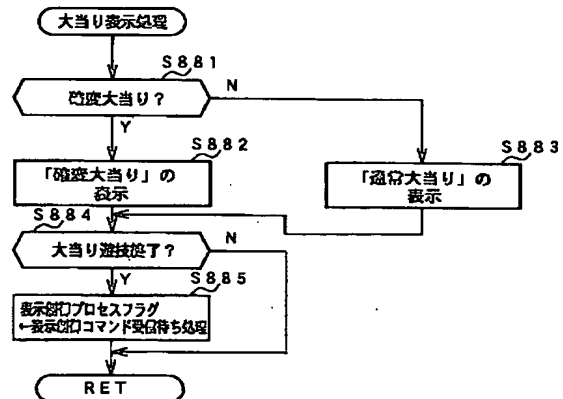 大当り表示処理
S881
確変大当り？
N
Y
S882
「確変大当り」の
表示
S883
「通常大当り」の
表示
S884
大当り遊技終了？
N
Y
S885
表示制御プロセスフラグ
←表示制御コマンド受信待ち処理
RET